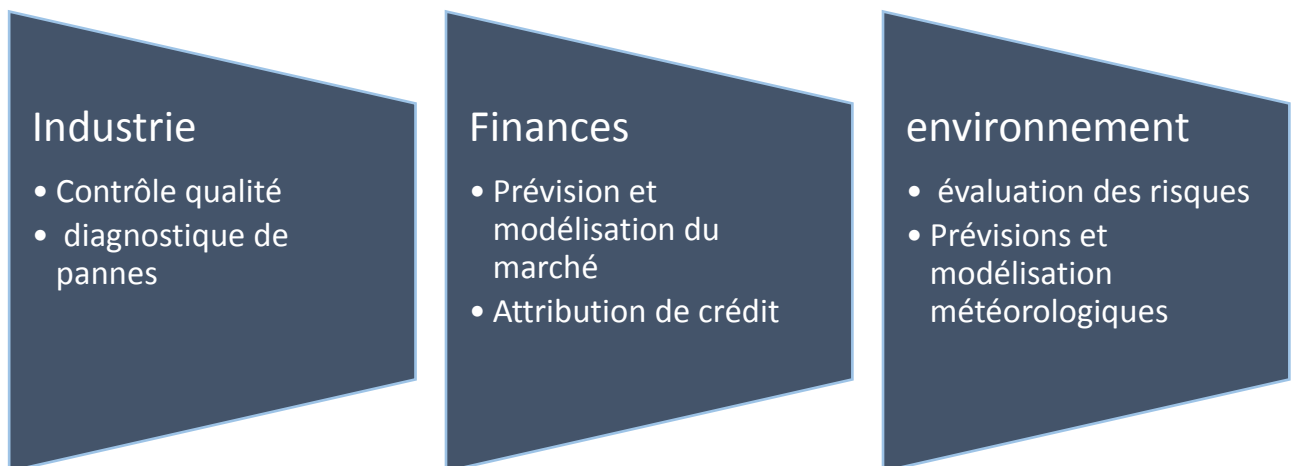 Industrie
• Contrôle qualité
• diagnostique de
pannes
Finances
• Prévision et
modélisation du
marché
• Attribution de crédit
environnement
• évaluation des risques
• Prévisions et
modélisation
météorologiques